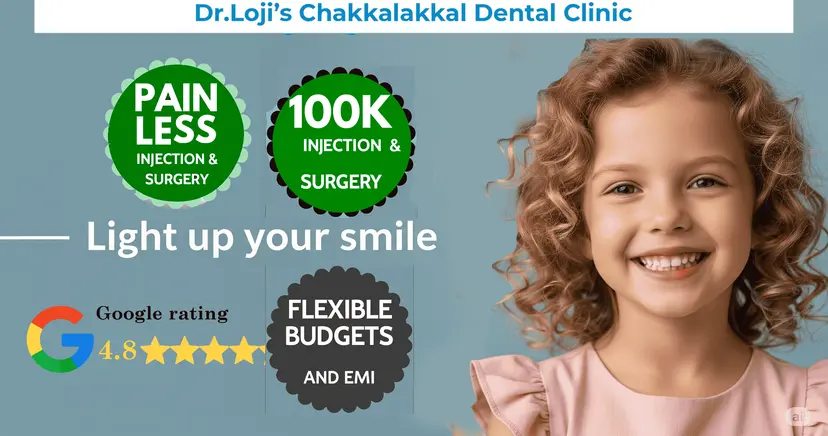 Dr.Loji’s Chakkalakkal Dental Clinic
PAIN
LESS
INJECTION &
SURGERY
100K
INJECTION &
SURGERY
Light up your smile
Google rating
4.8
FLEXIBLE
BUDGETS
AND EMI
ai